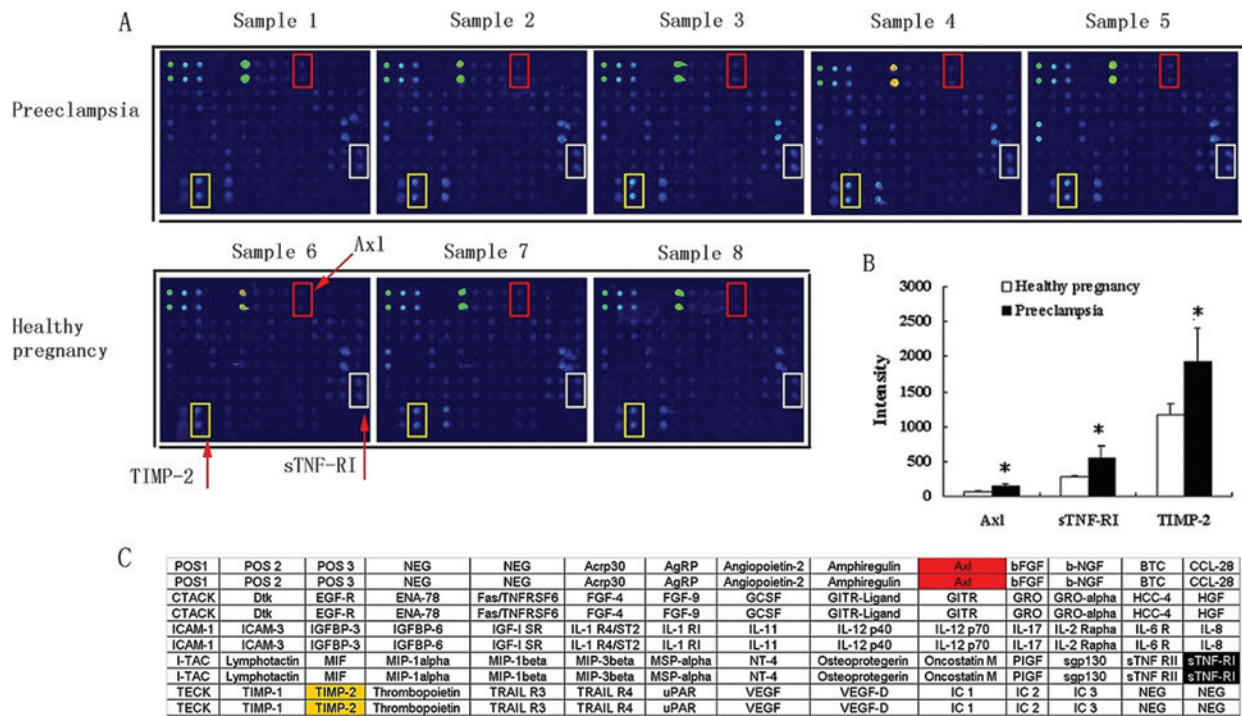 A
Sample 1 Sample 2 Sample 3 Sample 4 Sample 5
Preeclampsia
Sample 6 Sample 7 Sample 8
Axl
Healthy
pregnancy
TIMP-2
sTNF-RI
B
3000
2500
2000
1500
1000
500
0
Intensity
Healthy pregnancy
Preeclampsia
* * *
Axl sTNF-RI TIMP-2
C
POS1 POS 2 POS 3 NEG NEG Acrp30 AgRP Angiopoietin-2 Amphiregulin Axl bFGF b-NGF BTC CCL-28
POS1 POS 2 POS 3 NEG NEG Acrp30 AgRP Angiopoietin-2 Amphiregulin Axl bFGF b-NGF BTC CCL-28
CTACK Dtk EGF-R ENA-78 Fas/TNFRSF6 FGF-4 FGF-9 GCSF GITR-Ligand GITR GRO GRO-alpha HCC-4 HGF
CTACK Dtk EGF-R ENA-78 Fas/TNFRSF6 FGF-4 FGF-9 GCSF GITR-Ligand GITR GRO GRO-alpha HCC-4 HGF
ICAM-1 ICAM-3 IGFBP-3 IGFBP-6 IGF-I SR IL-1 R4/ST2 IL-1 RI IL-11 IL-12 p40 IL-12 p70 IL-17 IL-2 Rapha IL-6 R IL-8
ICAM-1 ICAM-3 IGFBP-3 IGFBP-6 IGF-I SR IL-1 R4/ST2 IL-1 RI IL-11 IL-12 p40 IL-12 p70 IL-17 IL-2 Rapha IL-6 R IL-8
I-TAC Lymphotactin MIF MIP-1alpha MIP-1beta MIP-3beta MSP-alpha NT-4 Osteoprotegerin Oncostatin M PIGF sgp130 sTNF RII sTNF-RI
I-TAC Lymphotactin MIF MIP-1alpha MIP-1beta MIP-3beta MSP-alpha NT-4 Osteoprotegerin Oncostatin M PIGF sgp130 sTNF RII sTNF-RI
TECK TIMP-1 TIMP-2 Thrombopoietin TRAIL R3 TRAIL R4 uPAR VEGF VEGF-D IC 1 IC 2 IC 3 NEG NEG
TECK TIMP-1 TIMP-2 Thrombopoietin TRAIL R3 TRAIL R4 uPAR VEGF VEGF-D IC 1 IC 2 IC 3 NEG NEG